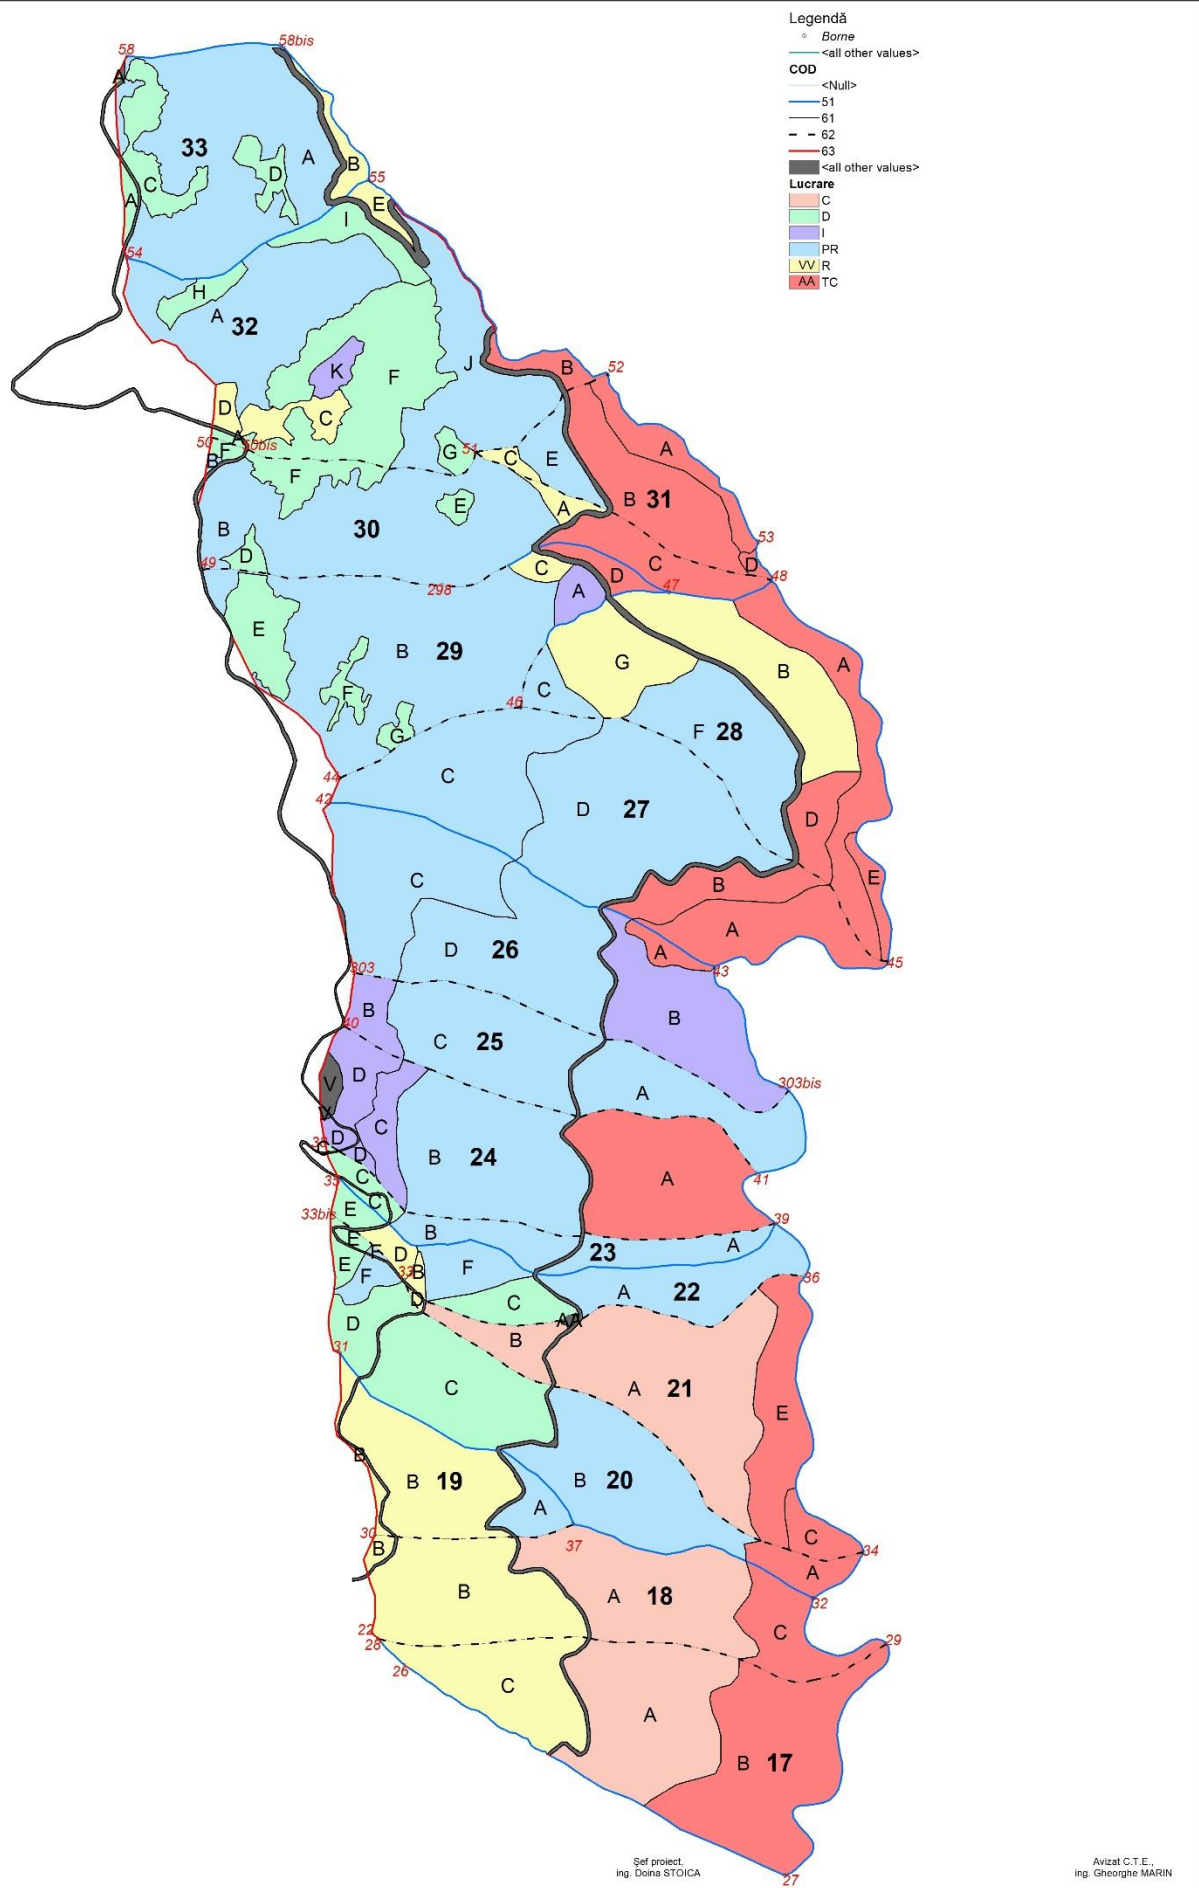 Legendă
Borne
<all other values>
COD
<Null>
51
61
62
63
<all other values>
Lucrare
C
D
I
PR
VV R
AA TC
58 58bis
A
33 A B
D 55
C
A E
I
54
H
A 32
J
K F B 52
D C
A
50 F 50bis G 51 C E A
B F
E B 31
A
B 30
D 53
49 C C D
D 48
298 A 47
E
B 29 G B A
C
F 46
F 28
G
44 C
42 D 27 D
C B E
A
D 26 A
43 45
303
B B
40 C 25
D 303bis
V A
V C
38 D
D B 24
C A 41
35 C
E
33bis 39
E B 23 A
F D
E F 33 B F 36
A 22
D C
AA
D B
31
C A 21
E
B
B 19 B 20
A
C
30 37 34
B A
B A 18 32
C
22
28 29
26 C
A
B 17
Șef proiect,
ing. Doina STOICA
Avizat C.T.E.,
ing. Gheorghe MARIN
27